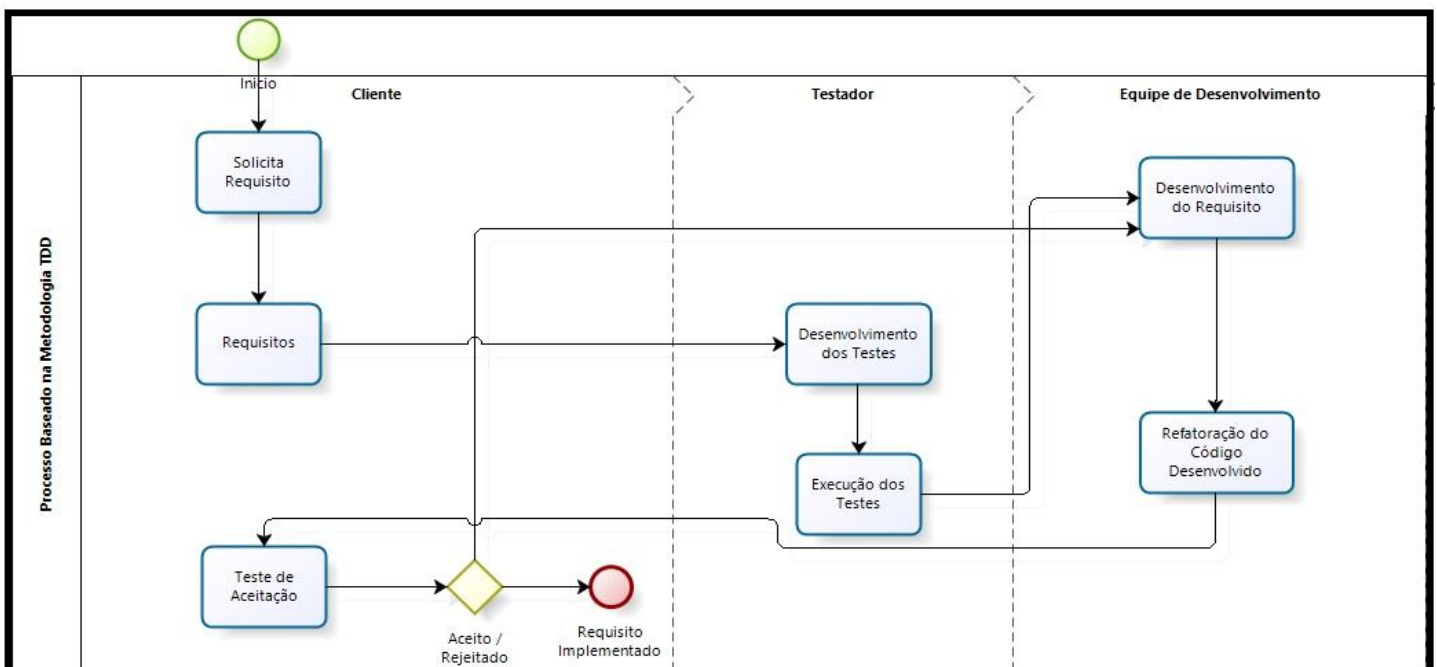 Inicio
Cliente
Testador
Equipe de Desenvolvimento
Processo Baseado na Metodologia TDD
Solicita
Requisito
Desenvolvimento
do Requisito
Requisitos
Desenvolvimento
dos Testes
Refatoração do
Código
Desenvolvido
Execução dos
Testes
Teste de
Aceitação
Aceito /
Rejeitado
Requisito
Implementado